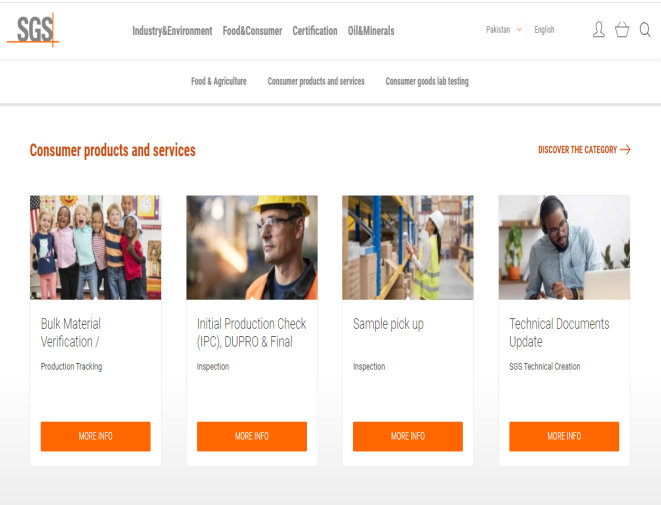 SGS
Industry&Environment Food&Consumer Certification Oil&Minerals
Pakistan English
Food & Agriculture Consumer products and services Consumer goods lab testing
Consumer products and services
DISCOVER THE CATEGORY
Bulk Material
Verification /
Production Tracking
MORE INFO
Initial Production Check
(IPC), DUPRO & Final
Inspection
MORE INFO
Sample pick up
Inspection
MORE INFO
Technical Documents
Update
SGS Technical Creation
MORE INFO